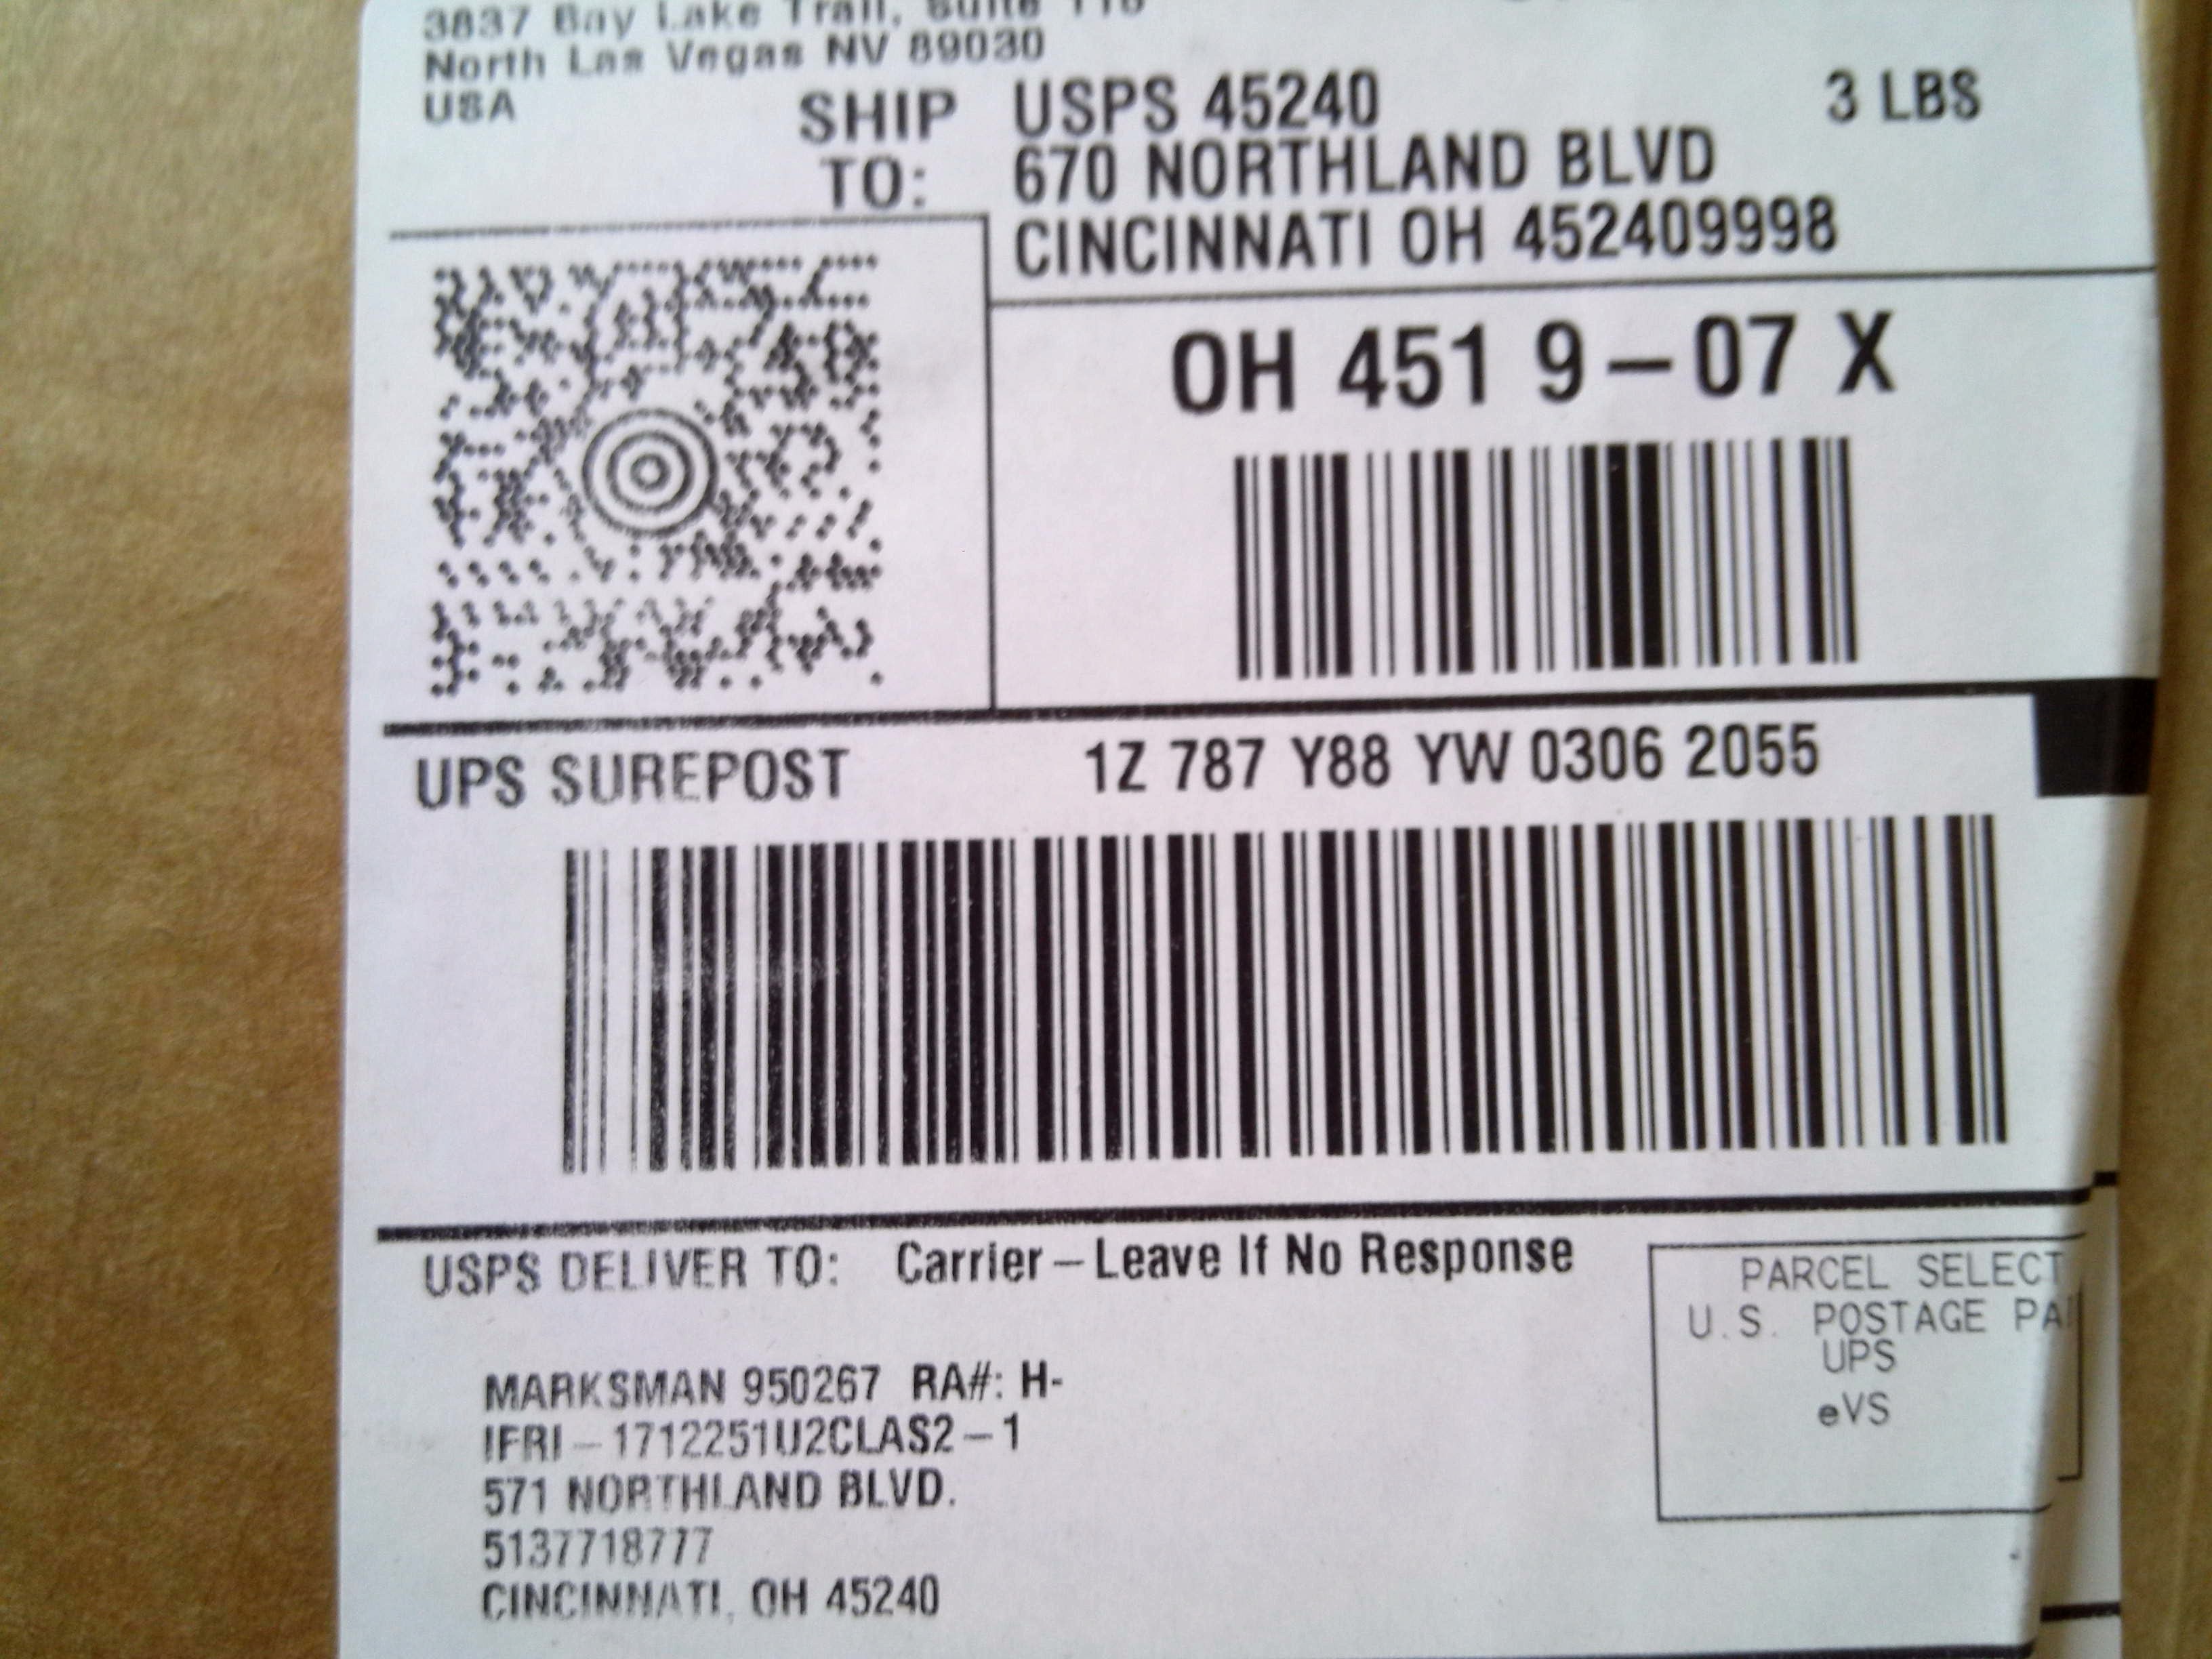 3837 Bay Lake Trail, Suite
North Las Vegas NV 89030
USA
SHIP TO:
USPS 45240
3 LBS
670 NORTHLAND BLVD
CINCINNATI OH 452409998
OH 451 9-07 X
UPS SUREPOST
1Z 787 Y88 YW 0306 2055
USPS DELIVER TO: Carrier-Leave If No Response
MARKSMAN 950267 RA#: H-
IFRI-1712251U2CLAS2-1
571 NORTHLAND BLVD.
5137718777
CINCINNATI, OH 45240
PARCEL SELECT
U.S. POSTAGE PAI
UPS
eVS